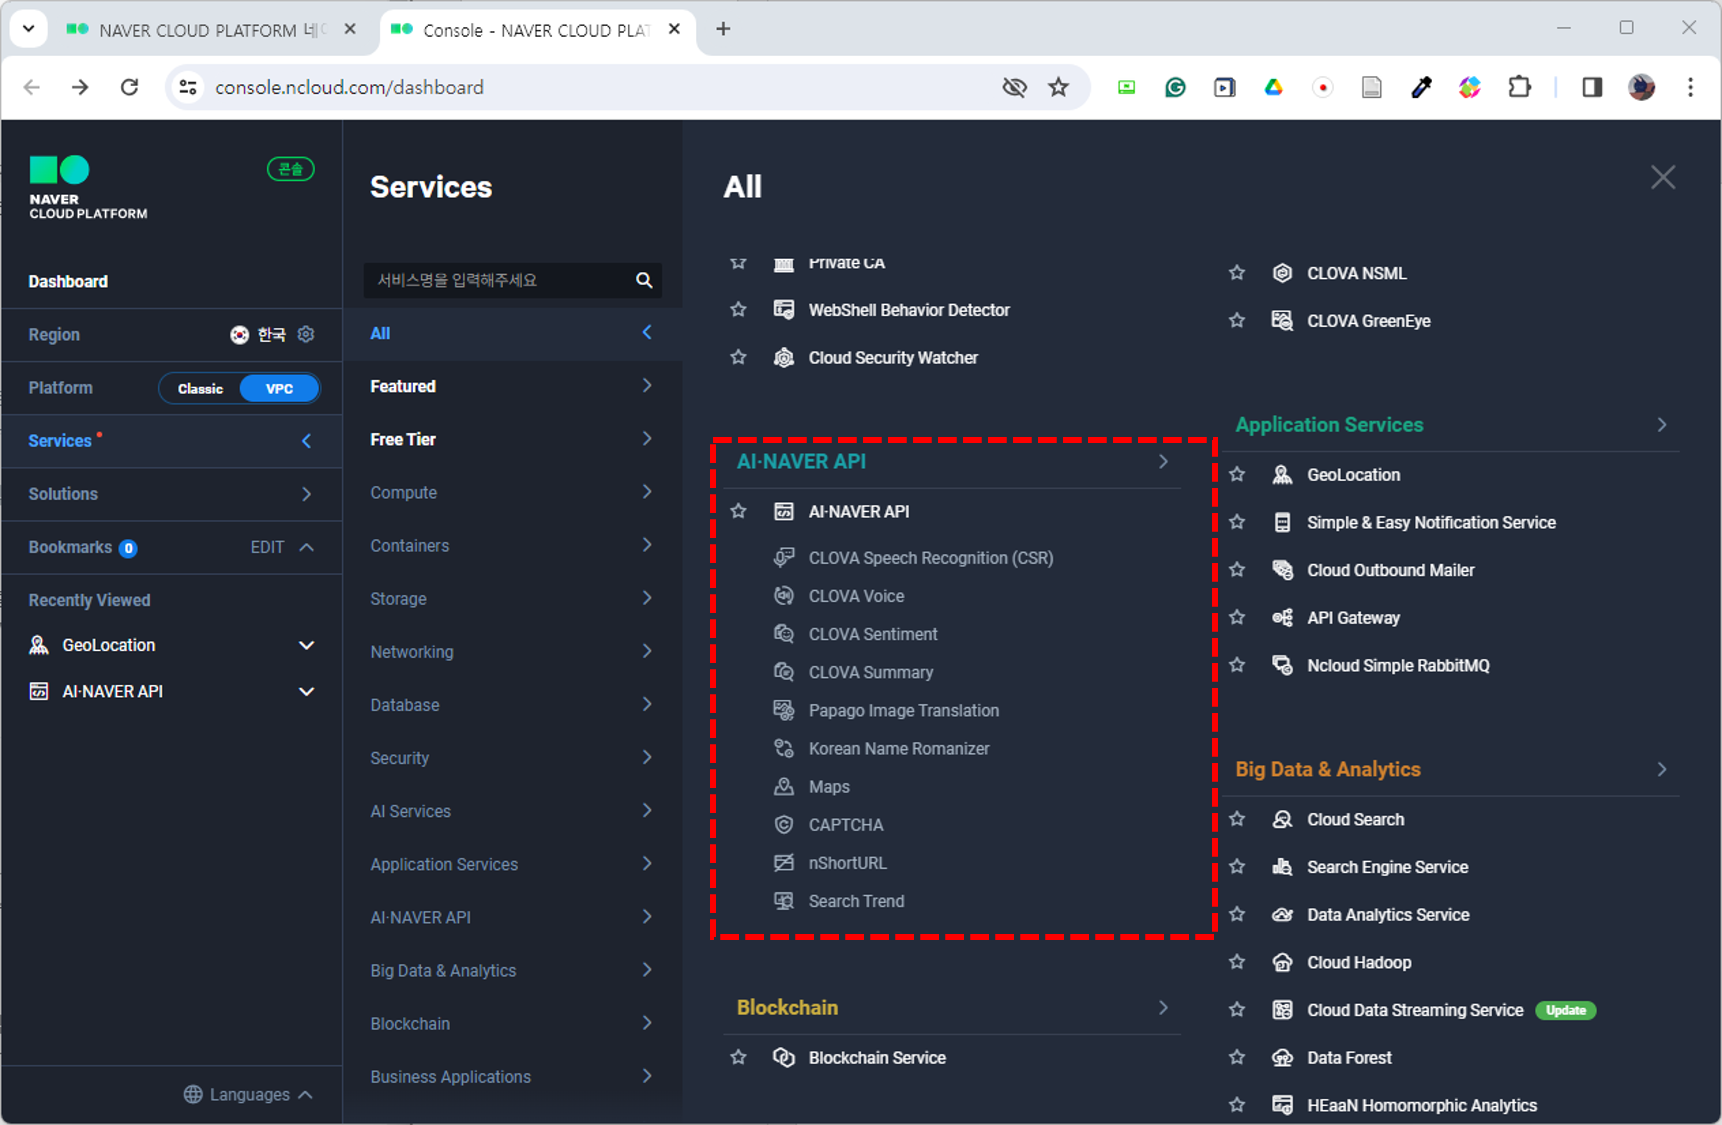 NAVER CLOUD PLATFORM 네
Console - NAVER CLOUD PLAT
console.ncloud.com/dashboard
NAVER
CLOUD PLATFORM
콘솔
Dashboard
Region 한국
Platform Classic VPC
Services
Solutions
Bookmarks 0 EDIT
Recently Viewed
GeoLocation
AI·NAVER API
Languages
Services
서비스명을 입력해주세요
All
Featured
Free Tier
Compute
Containers
Storage
Networking
Database
Security
AI Services
Application Services
AI·NAVER API
Big Data & Analytics
Blockchain
Business Applications
All
Private CA
WebShell Behavior Detector
Cloud Security Watcher
AI·NAVER API
AI·NAVER API
CLOVA Speech Recognition (CSR)
CLOVA Voice
CLOVA Sentiment
CLOVA Summary
Papago Image Translation
Korean Name Romanizer
Maps
CAPTCHA
nShortURL
Search Trend
Blockchain
Blockchain Service
CLOVA NSML
CLOVA GreenEye
Application Services
GeoLocation
Simple & Easy Notification Service
Cloud Outbound Mailer
API Gateway
Ncloud Simple RabbitMQ
Big Data & Analytics
Cloud Search
Search Engine Service
Data Analytics Service
Cloud Hadoop
Cloud Data Streaming Service Update
Data Forest
HEaaN Homomorphic Analytics